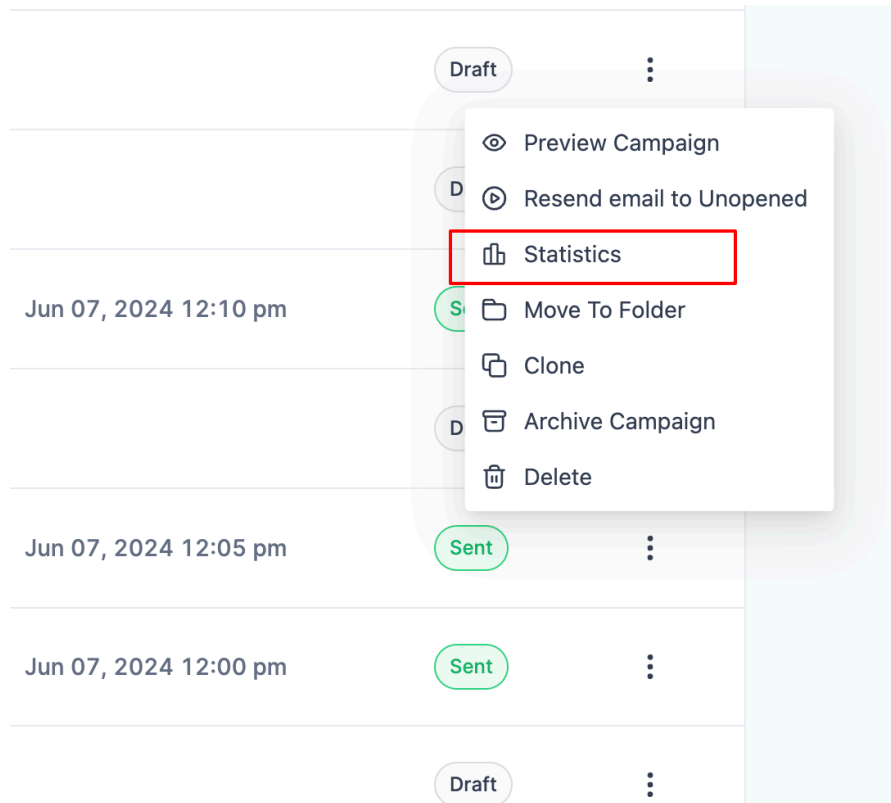 Draft
Preview Campaign
Resend email to Unopened
Statistics
Jun 07, 2024 12:10 pm
Move To Folder
Clone
Archive Campaign
Delete
Jun 07, 2024 12:05 pm Sent
Jun 07, 2024 12:00 pm Sent
Draft